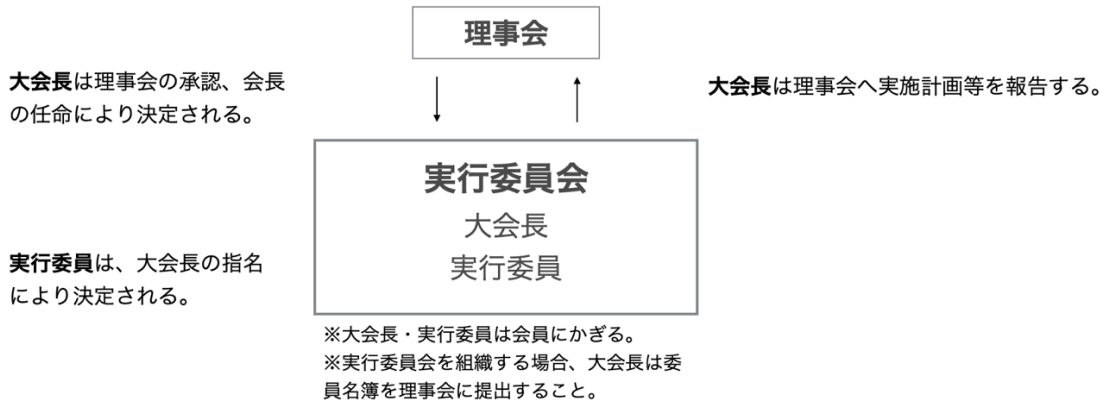 理事会
大会長は理事会の承認、会長
の任命により決定される。
大会長は理事会へ実施計画等を報告する。
実行委員会
大会長
実行委員
実行委員は、大会長の指名
により決定される。
※大会長・実行委員は会員にかぎる。
※実行委員会を組織する場合、大会長は委
員名簿を理事会に提出すること。